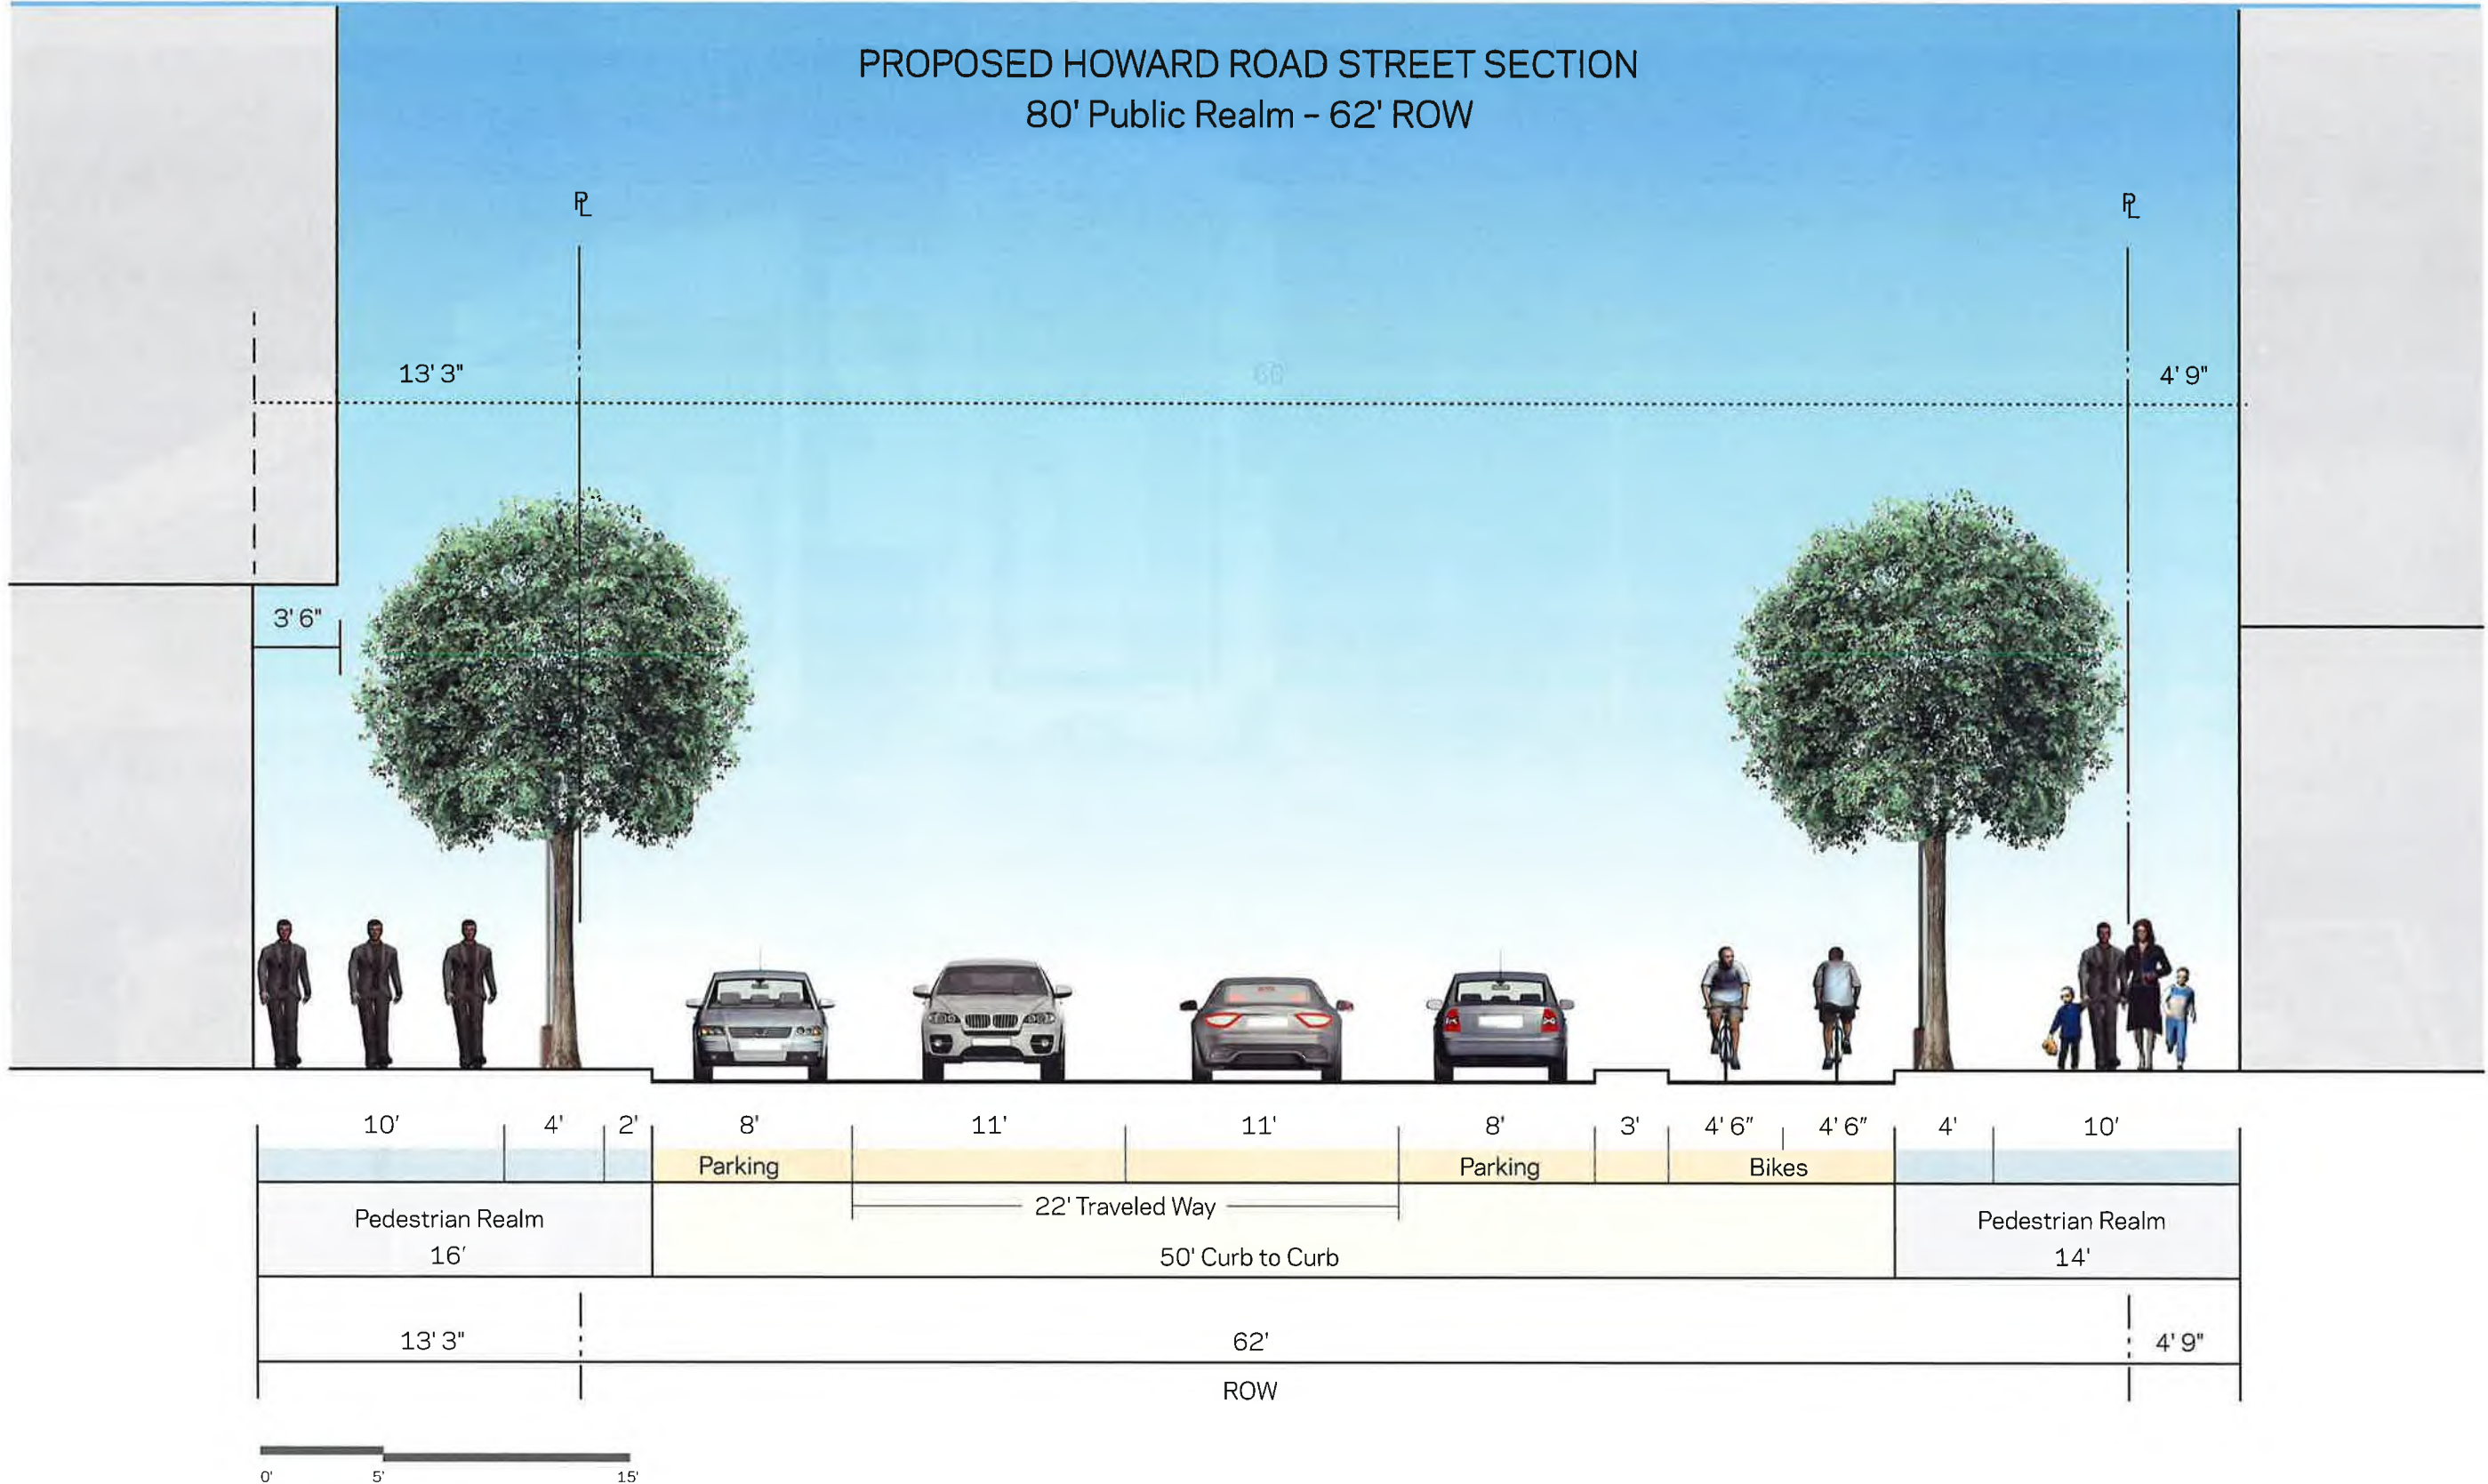 PROPOSED HOWARD ROAD STREET SECTION
80' Public Realm – 62' ROW
PL
PL
13' 3"
60'
4' 9"
3' 6"
10' 4' 2' 8' 11' 11' 8' 3' 4' 6" 4' 6" 4' 10'
Parking Parking Bikes
22' Traveled Way
Pedestrian Realm
16'
50' Curb to Curb
Pedestrian Realm
14'
13' 3" 62' 4' 9"
ROW
0' 5' 15'